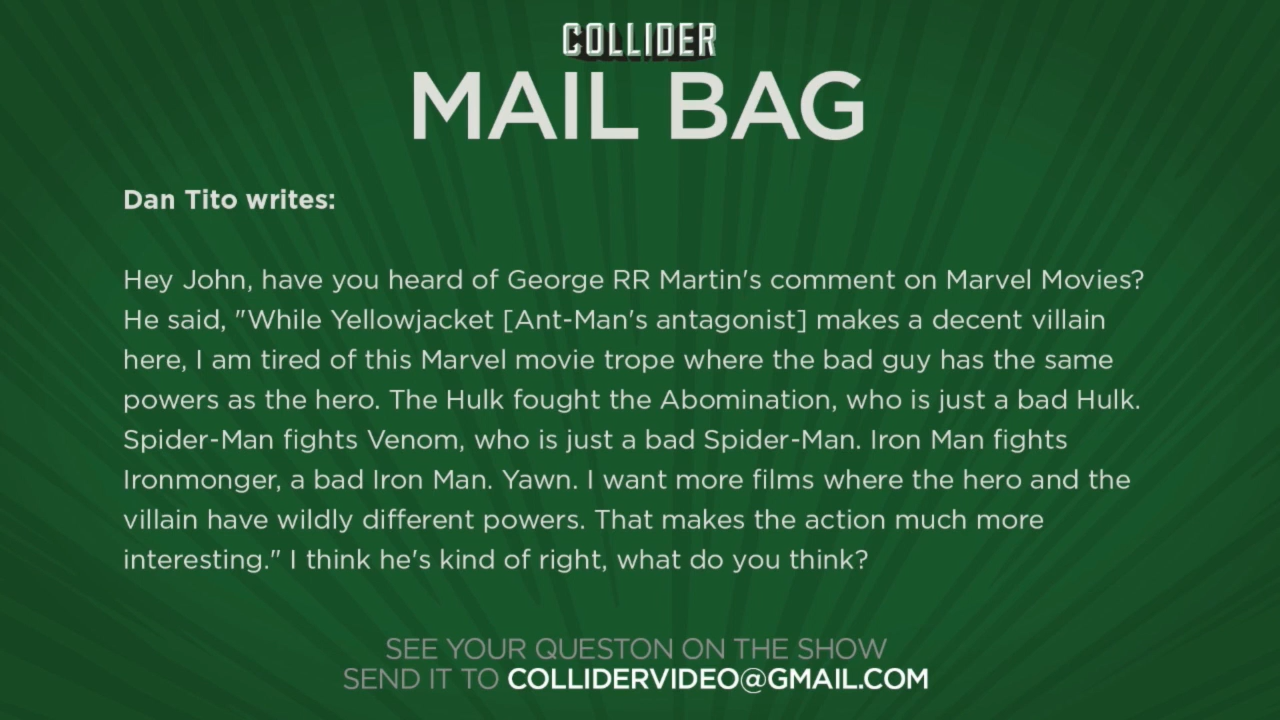 COLLIDER
MAIL BAG
Dan Tito writes:
Hey John, have you heard of George RR Martin's comment on Marvel Movies?
He said, "While Yellowjacket [Ant-Man's antagonist] makes a decent villain
here, I am tired of this Marvel movie trope where the bad guy has the same
powers as the hero. The Hulk fought the Abomination, who is just a bad Hulk.
Spider-Man fights Venom, who is just a bad Spider-Man. Iron Man fights
Ironmonger, a bad Iron Man. Yawn. I want more films where the hero and the
villain have wildly different powers. That makes the action much more
interesting." I think he's kind of right, what do you think?
SEE YOUR QUESTON ON THE SHOW
SEND IT TO COLLIDERVIDEO@GMAIL.COM